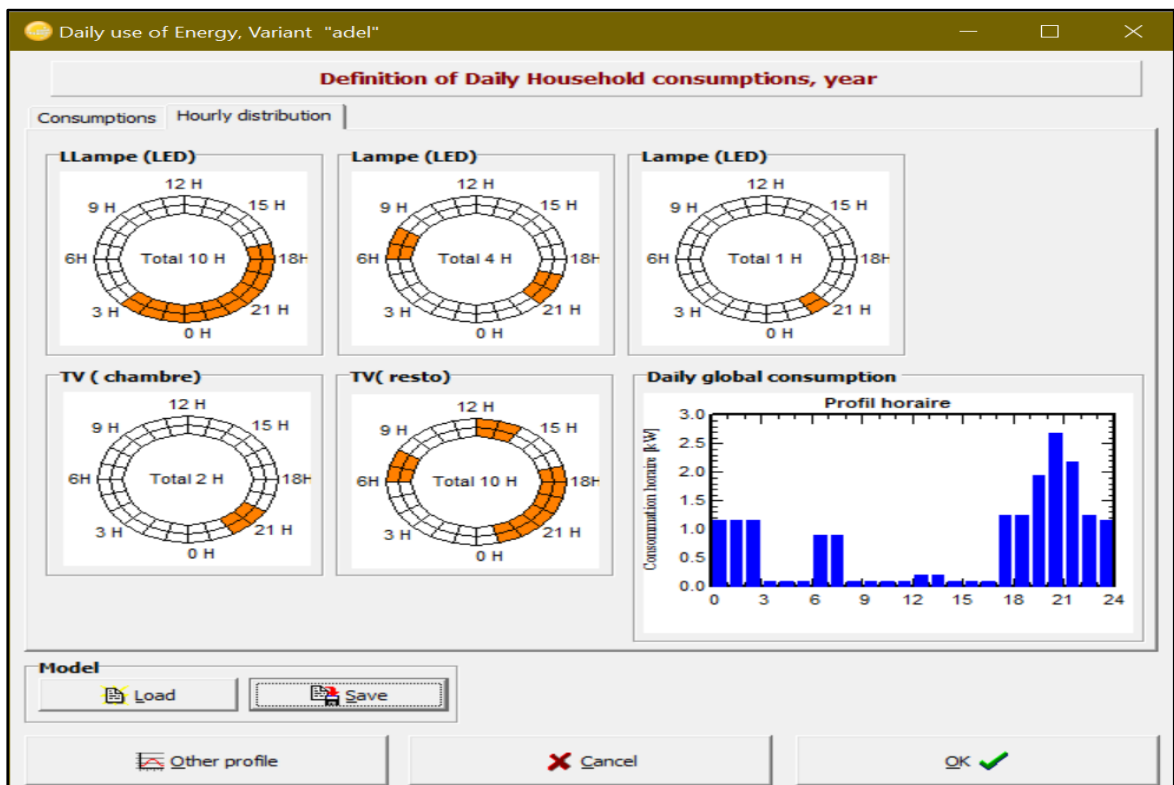 Daily use of Energy, Variant "adel"
Definition of Daily Household consumptions, year
Consumptions
Hourly distribution
LLampe (LED)
12 H
9 H
15 H
6H
Total 10 H
18H
3 H
21 H
0 H
Lampe (LED)
12 H
9 H
15 H
6H
Total 4 H
18H
3 H
21 H
0 H
Lampe (LED)
12 H
9 H
15 H
6H
Total 1 H
18H
3 H
21 H
0 H
TV ( chambre)
12 H
9 H
15 H
6H
Total 2 H
18H
3 H
21 H
0 H
TV( resto)
12 H
9 H
15 H
6H
Total 10 H
18H
3 H
21 H
0 H
Daily global consumption
Profil horaire
Consommation horaire [kW]
3.0
2.5
2.0
1.5
1.0
0.5
0.0
0 3 6 9 12 15 18 21 24
Model
Load
Save
Other profile
Cancel
OK